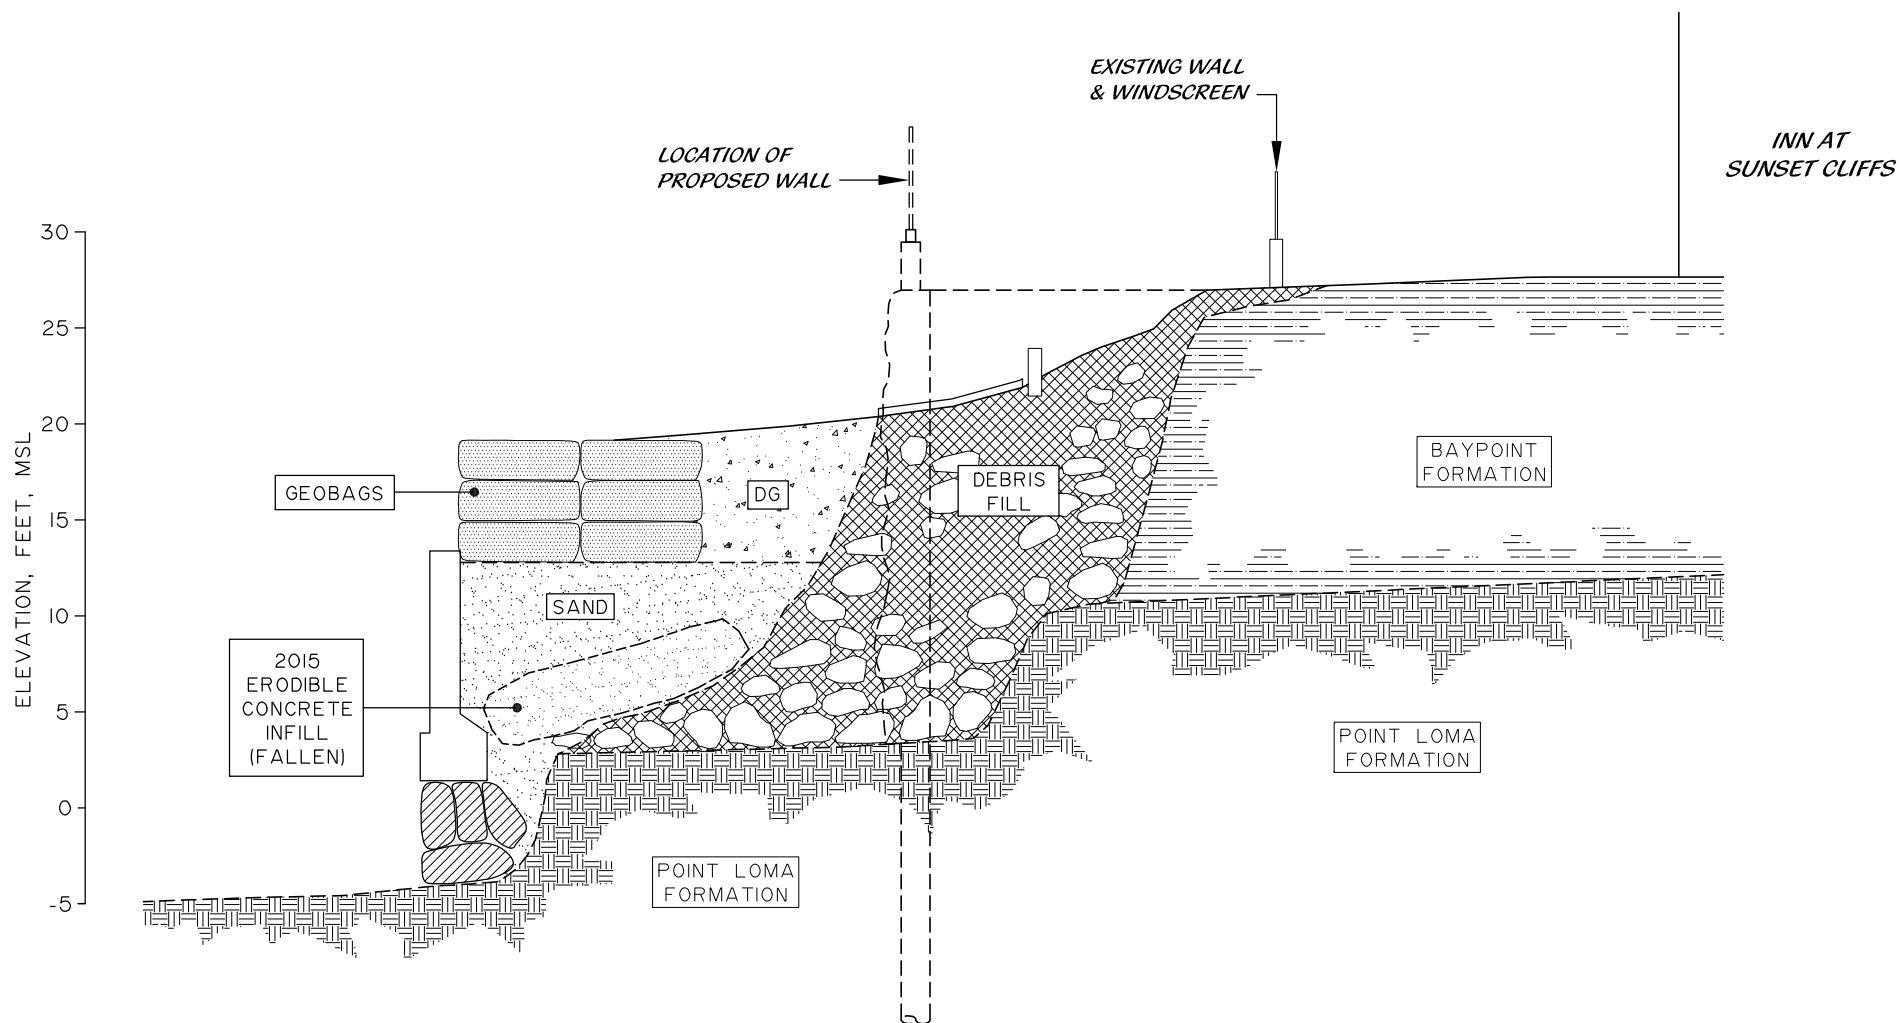 EXISTING WALL
& WINDSCREEN
INN AT
SUNSET CLIFFS
LOCATION OF
PROPOSED WALL
30
25
20
15
10
5
0
-5
ELEVATION, FEET, MSL
GEOBAGS
DG
DEBRIS
FILL
BAYPOINT
FORMATION
SAND
2015
ERODIBLE
CONCRETE
INFILL
(FALLEN)
POINT LOMA
FORMATION
POINT LOMA
FORMATION